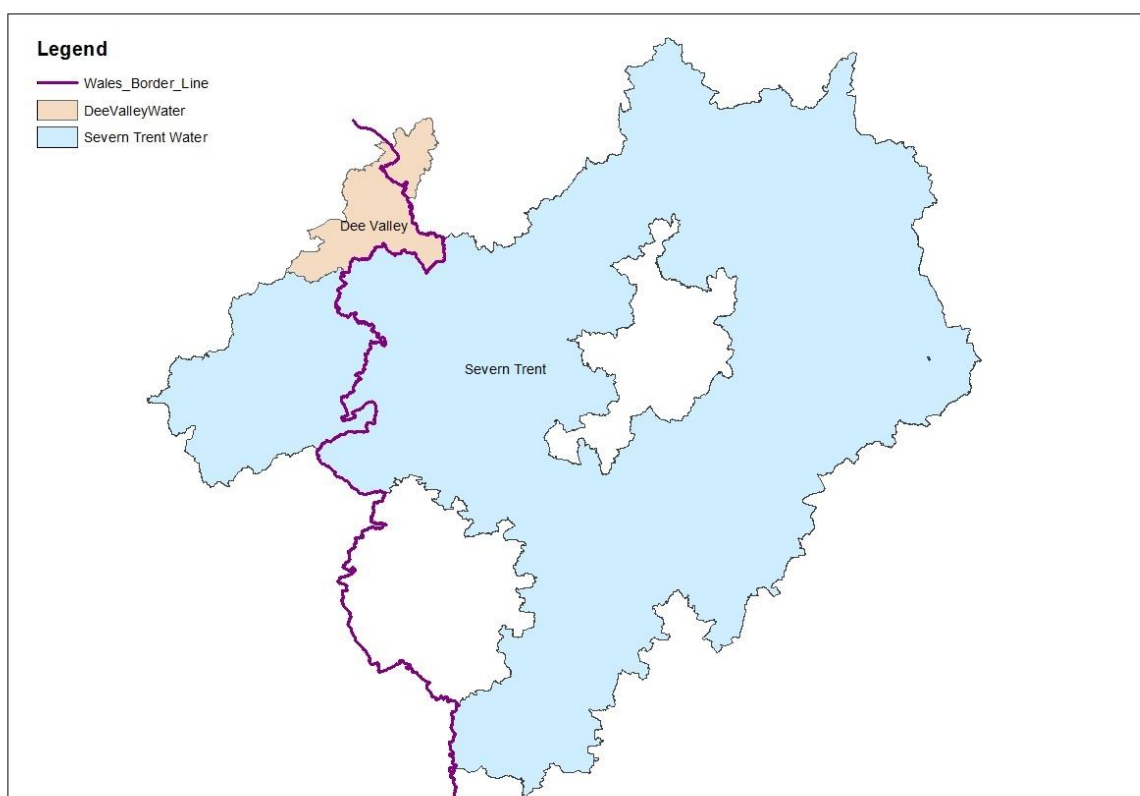 Legend
Wales_Border_Line
DeeValleyWater
Severn Trent Water
Dee Valley
Severn Trent